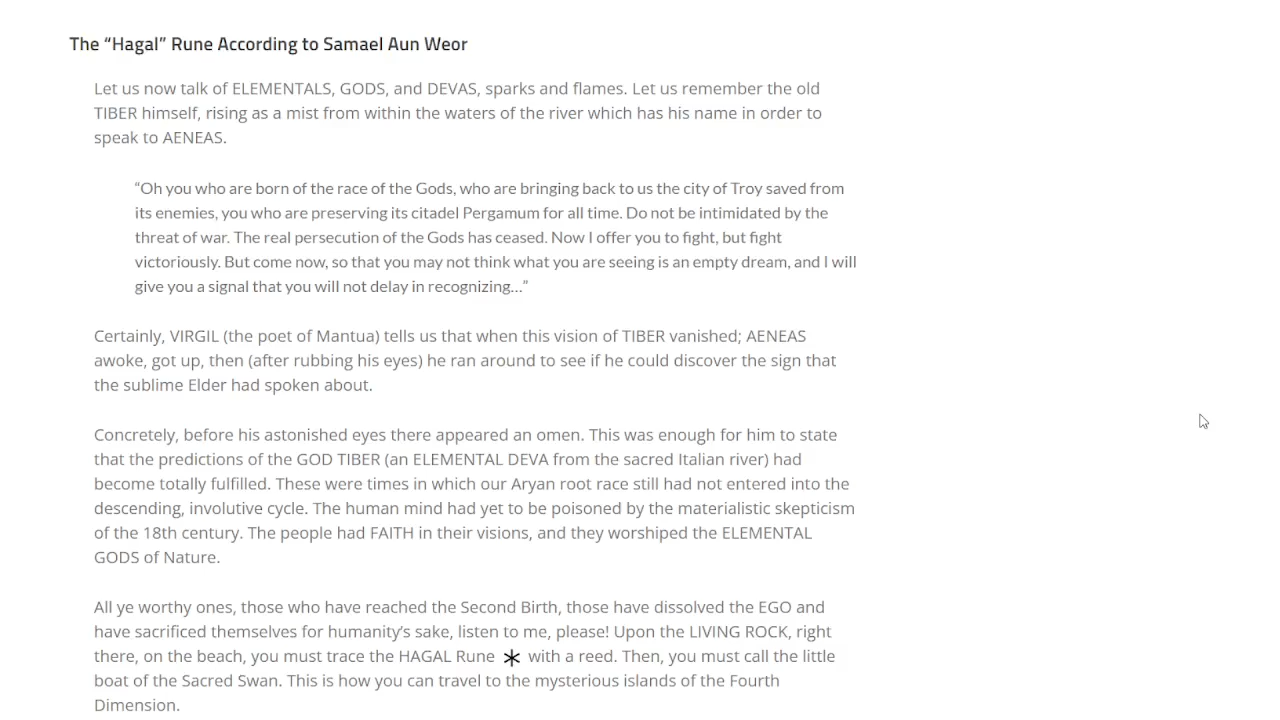 The “Hagal” Rune According to Samael Aun Weor
Let us now talk of ELEMENTALS, GODS, and DEVAS, sparks and flames. Let us remember the old
TIBER himself, rising as a mist from within the waters of the river which has his name in order to
speak to AENEAS.
“Oh you who are born of the race of the Gods, who are bringing back to us the city of Troy saved from
its enemies, you who are preserving its citadel Pergamum for all time. Do not be intimidated by the
threat of war. The real persecution of the Gods has ceased. Now I offer you to fight, but fight
victoriously. But come now, so that you may not think what you are seeing is an empty dream, and I will
give you a signal that you will not delay in recognizing…”
Certainly, VIRGIL (the poet of Mantua) tells us that when this vision of TIBER vanished; AENEAS
awoke, got up, then (after rubbing his eyes) he ran around to see if he could discover the sign that
the sublime Elder had spoken about.
Concretely, before his astonished eyes there appeared an omen. This was enough for him to state
that the predictions of the GOD TIBER (an ELEMENTAL DEVA from the sacred Italian river) had
become totally fulfilled. These were times in which our Aryan root race still had not entered into the
descending, involutive cycle. The human mind had yet to be poisoned by the materialistic skepticism
of the 18th century. The people had FAITH in their visions, and they worshiped the ELEMENTAL
GODS of Nature.
All ye worthy ones, those who have reached the Second Birth, those have dissolved the EGO and
have sacrificed themselves for humanity’s sake, listen to me, please! Upon the LIVING ROCK, right
there, on the beach, you must trace the HAGAL Rune ᚼ with a reed. Then, you must call the little
boat of the Sacred Swan. This is how you can travel to the mysterious islands of the Fourth
Dimension.